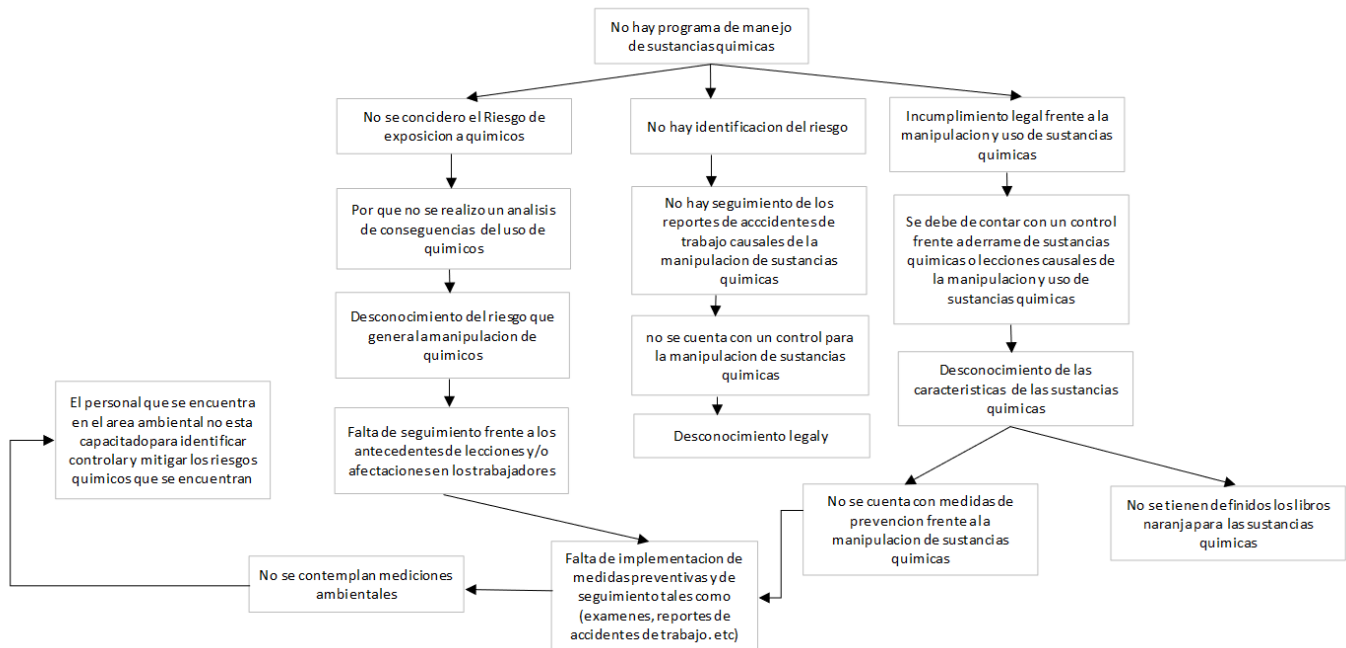 No hay programa de manejo
de sustancias quimicas
No se concidero el Riesgo de
exposicion a quimicos
No hay identificacion del riesgo
Incumplimiento legal frente a la
manipulacion y uso de sustancias
quimicas
Por que no se realizo un analisis
de conseguencias del uso de
quimicos
No hay seguimiento de los
reportes de acccidentes de
trabajo causales de la
manipulacion de sustancias
quimicas
Se debe de contar con un control
frente a derrame de sustancias
quimicas o lecciones causales de
la manipulacion y uso de
sustancias quimicas
Desconocimiento del riesgo que
general la manipulacion de
quimicos
no se cuenta con un control para
la manipulacion de sustancias
quimicas
Desconocimiento de las
caracteristicas de las sustancias
quimicas
El personal que se encuentra
en el area ambiental no esta
capacitado para identificar
controlar y mitigar los riesgos
quimicos que se encuentran
Falta de seguimiento frente a los
antecedentes de lecciones y/o
afectaciones en los trabajadores
Desconocimiento legal y
No se cuenta con medidas de
prevencion frente al la
manipulacion de sustancias
quimicas
No se tienen definidos los libros
naranja para las sustancias
quimicas
No se contemplan mediciones
ambientales
Falta de implementacion de
medidas preventivas y de
seguimiento tales como
(examenes, reportes de
accidentes de trabajo. etc)